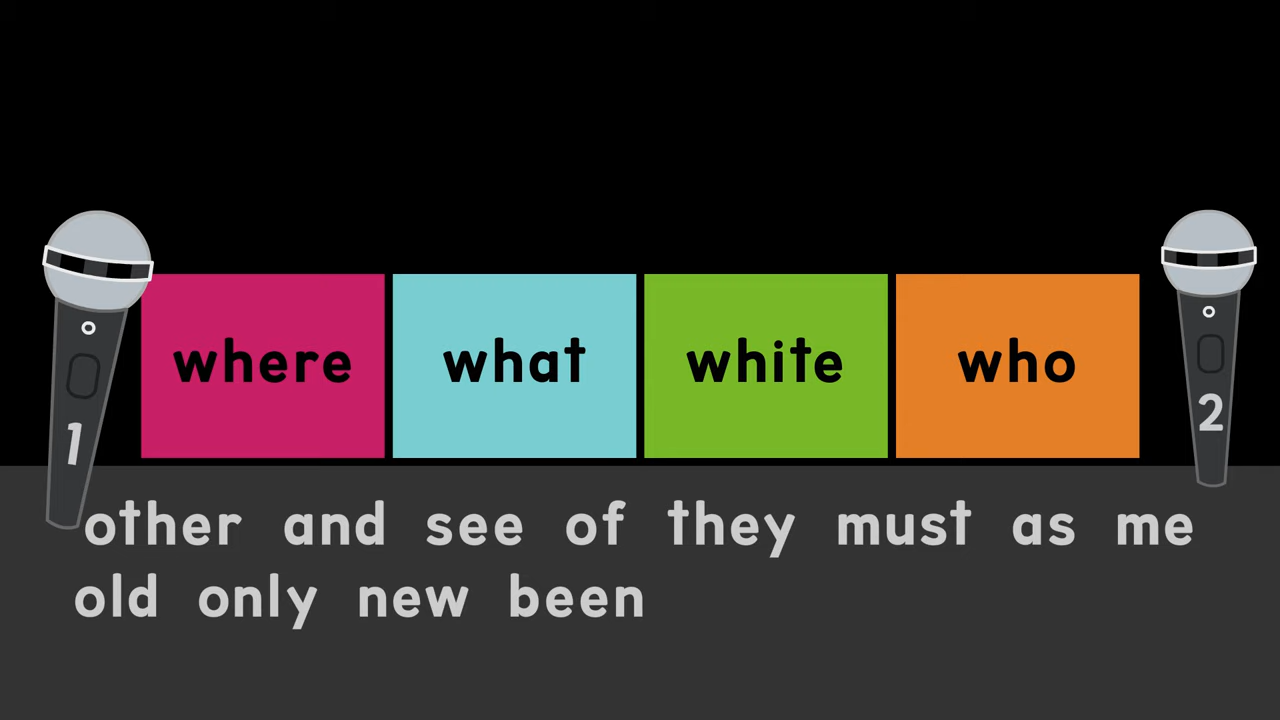 where what white who
1
2
other and see of they must as me
old only new been